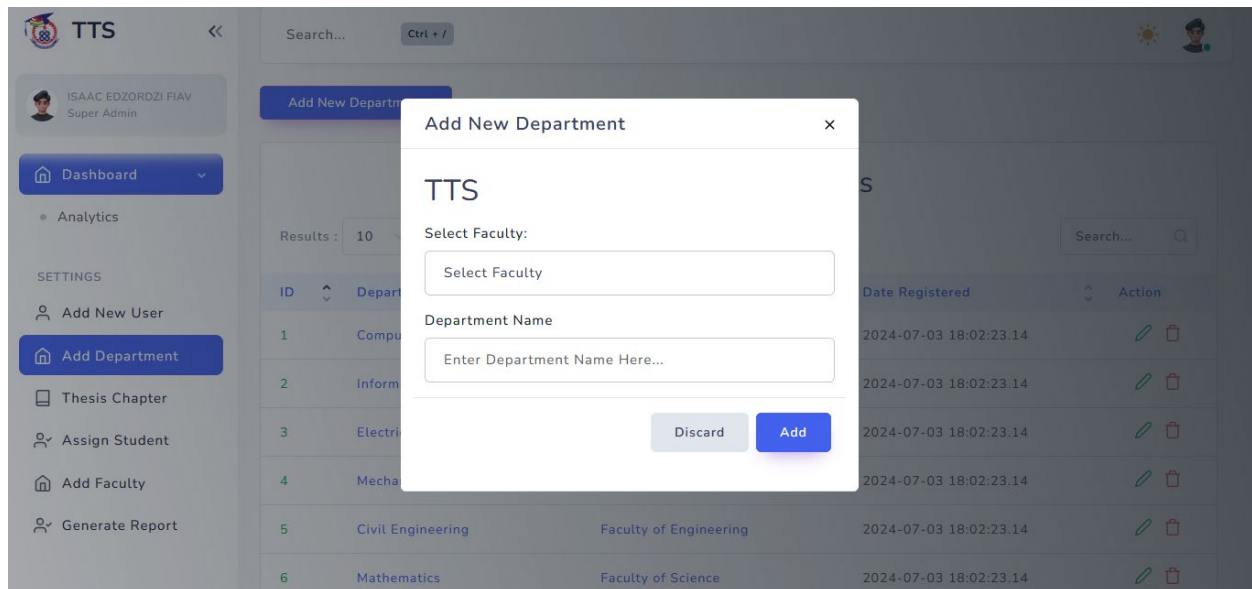 TTS
Search... Ctrl + /
ISAAC EDZORDZI FIAV
Super Admin
Dashboard
Analytics
SETTINGS
Add New User
Add Department
Thesis Chapter
Assign Student
Add Faculty
Generate Report
Add New Departm
Add New Department ×
TTS
Select Faculty:
Select Faculty
Department Name
Enter Department Name Here...
Discard Add
S
Results : 10 Search...
ID Depart Date Registered Action
1 Compu 2024-07-03 18:02:23.14
2 Inform 2024-07-03 18:02:23.14
3 Electri 2024-07-03 18:02:23.14
4 Mecha 2024-07-03 18:02:23.14
5 Civil Engineering Faculty of Engineering 2024-07-03 18:02:23.14
6 Mathematics Faculty of Science 2024-07-03 18:02:23.14